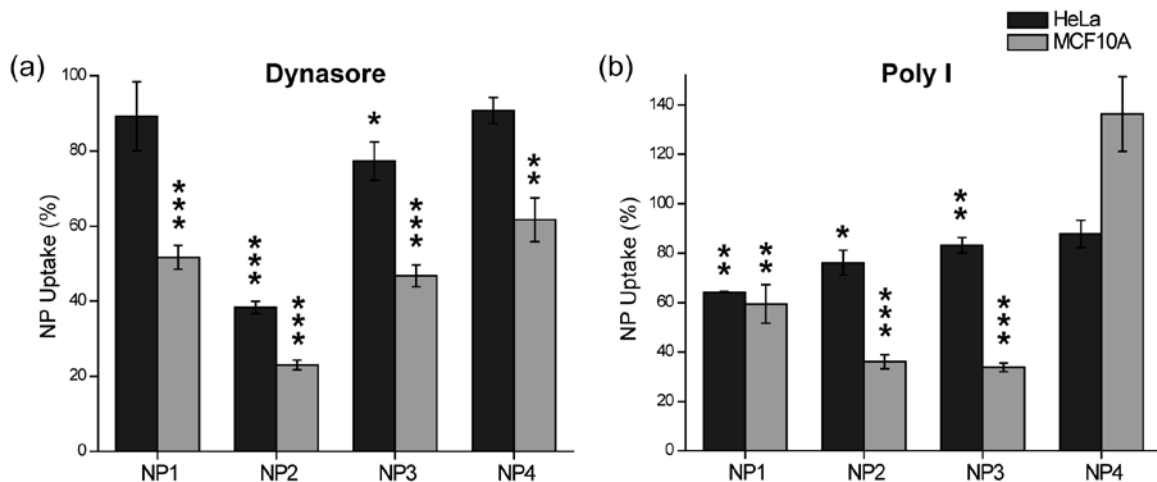 HeLa
MCF10A
(a)
Dynasore
NP Uptake (%)
100
80
60
40
20
0
***
***
***
*
***
**
NP1
NP2
NP3
NP4
(b)
Poly I
NP Uptake (%)
140
120
100
80
60
40
20
0
**
**
*
***
**
***
NP1
NP2
NP3
NP4